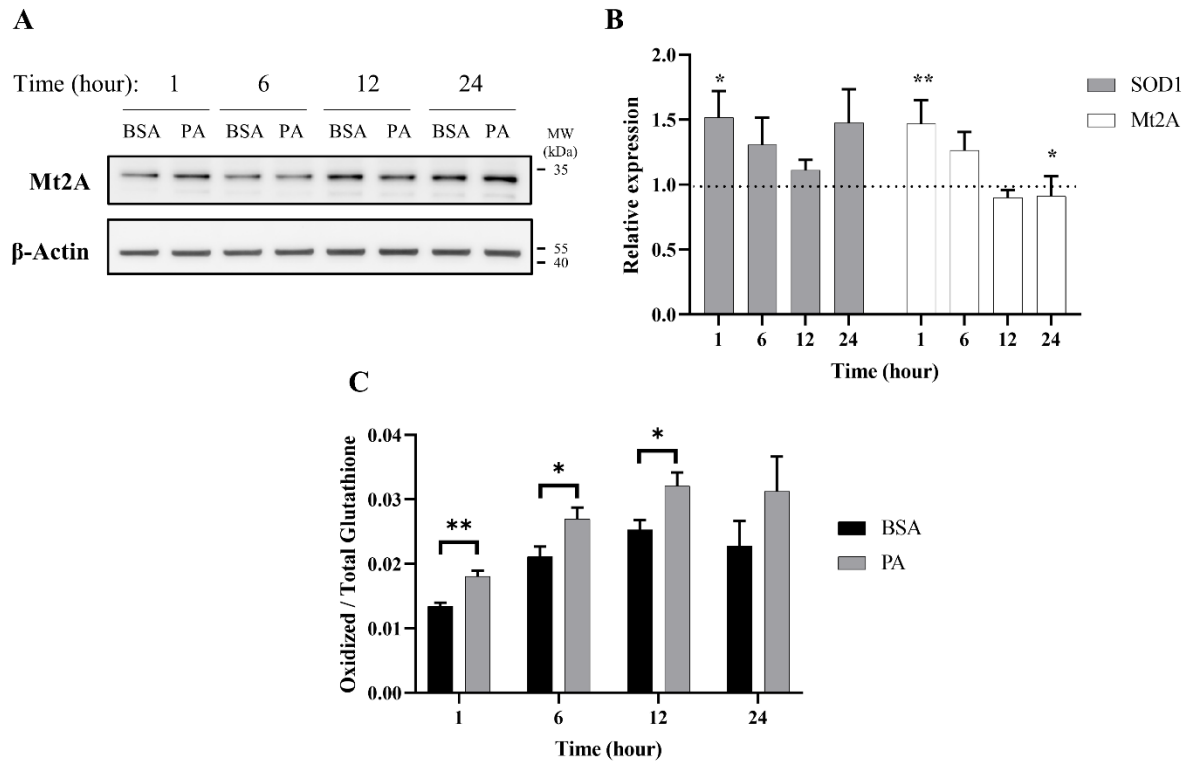 A
Time (hour): 1 6 12 24
BSA PA BSA PA BSA PA BSA PA
MW
(kDa)
Mt2A
35
β-Actin
55
40
B
Relative expression
2.0
1.5
1.0
0.5
0.0
* ** *
1 6 12 24 1 6 12 24
Time (hour)
SOD1
Mt2A
C
Oxidized / Total Glutathione
0.04
0.03
0.02
0.01
0.00
** * *
1 6 12 24
Time (hour)
BSA
PA